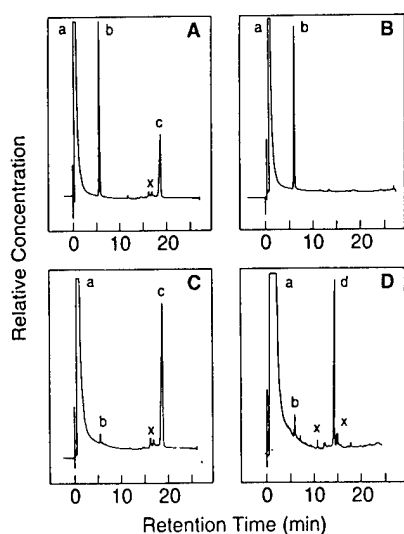 a b A
x c
0 10 20
a b B
0 10 20
a b C
x c
0 10 20
a b D
x d x
0 10 20
Relative Concentration
Retention Time (min)